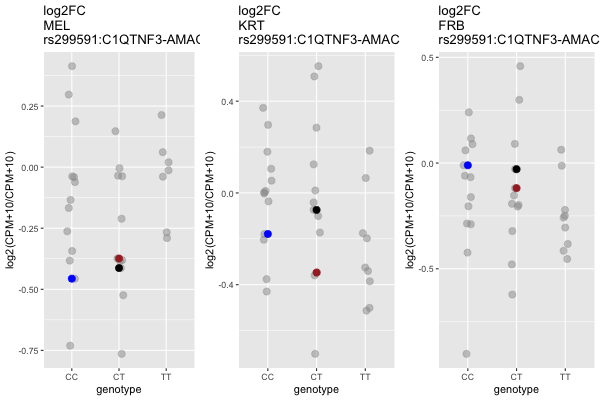 log2FC
MEL
rs299591:C1QTNF3-AMAC
log2(CPM+10/CPM+10)
0.25
0.00
-0.25
-0.50
-0.75
CC CT TT
genotype
log2FC
KRT
rs299591:C1QTNF3-AMAC
log2(CPM+10/CPM+10)
0.4
0.0
-0.4
CC CT TT
genotype
log2FC
FRB
rs299591:C1QTNF3-AMAC
log2(CPM+10/CPM+10)
0.5
0.0
-0.5
CC CT TT
genotype